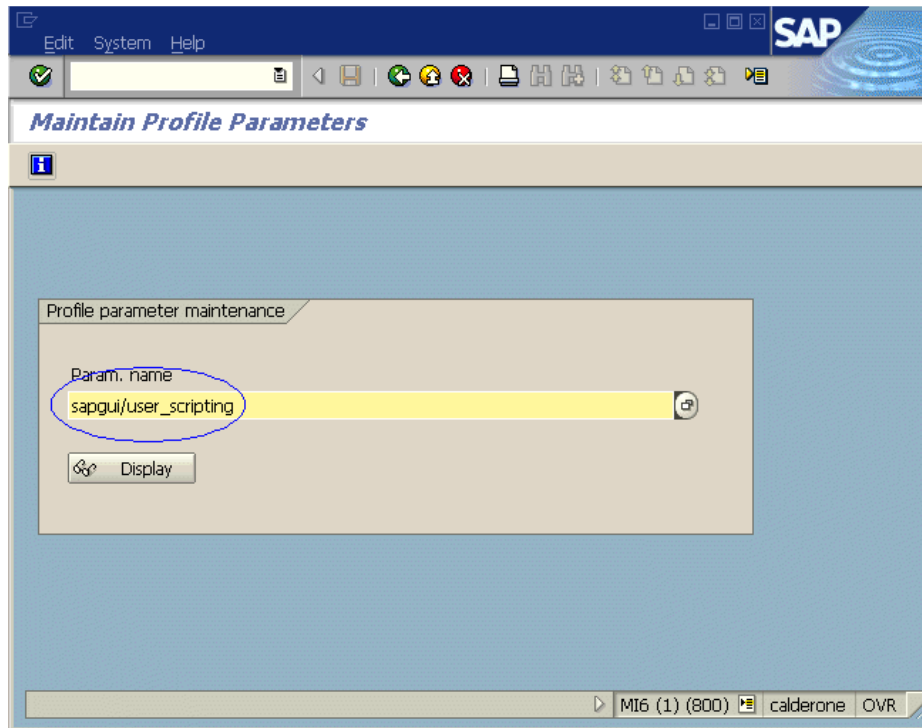 Edit System Help
SAP
Maintain Profile Parameters
Profile parameter maintenance
Param. name
sapgui/user_scripting
Display
MI6 (1) (800) calderone OVR